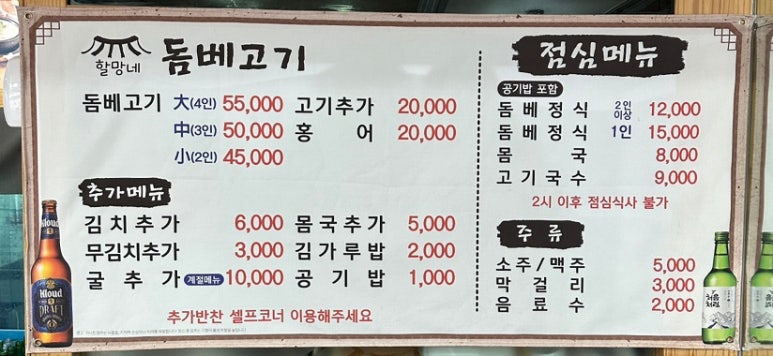 할망네 돔베고기
돔베고기 大(4인) 55,000 고기추가 20,000
中(3인) 50,000 홍어 20,000
小(2인) 45,000
추가메뉴
김치추가 6,000 몸국추가 5,000
무김치추가 3,000 김가루밥 2,000
굴추가 계절메뉴 10,000 공기밥 1,000
추가반찬 셀프코너 이용해주세요
점심메뉴
공기밥 포함
돔베정식 2인 이상 12,000
돔베정식 1인 15,000
몸국 8,000
고기국수 9,000
2시 이후 점심식사 불가
주류
소주/맥주 5,000
막걸리 3,000
음료수 2,000
Kloud
Kloud
DRAFT
처음처럼